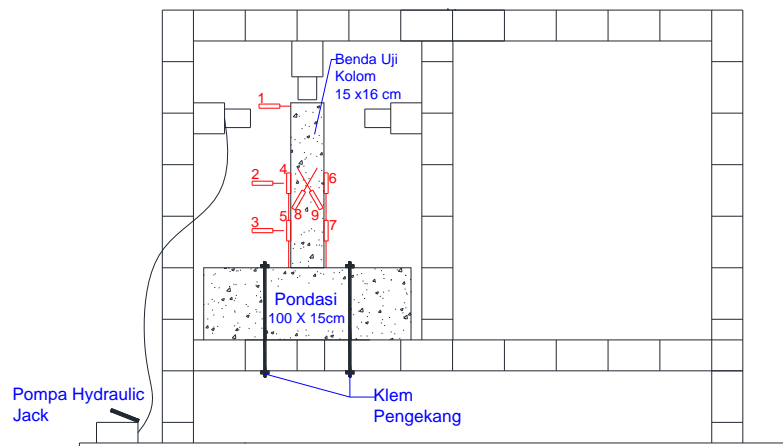 Benda Uji
Kolom
15 x16 cm
1
2
4
6
3
5
8
9
7
Pondasi
100 X 15cm
Pompa Hydraulic
Jack
Klem
Pengekang